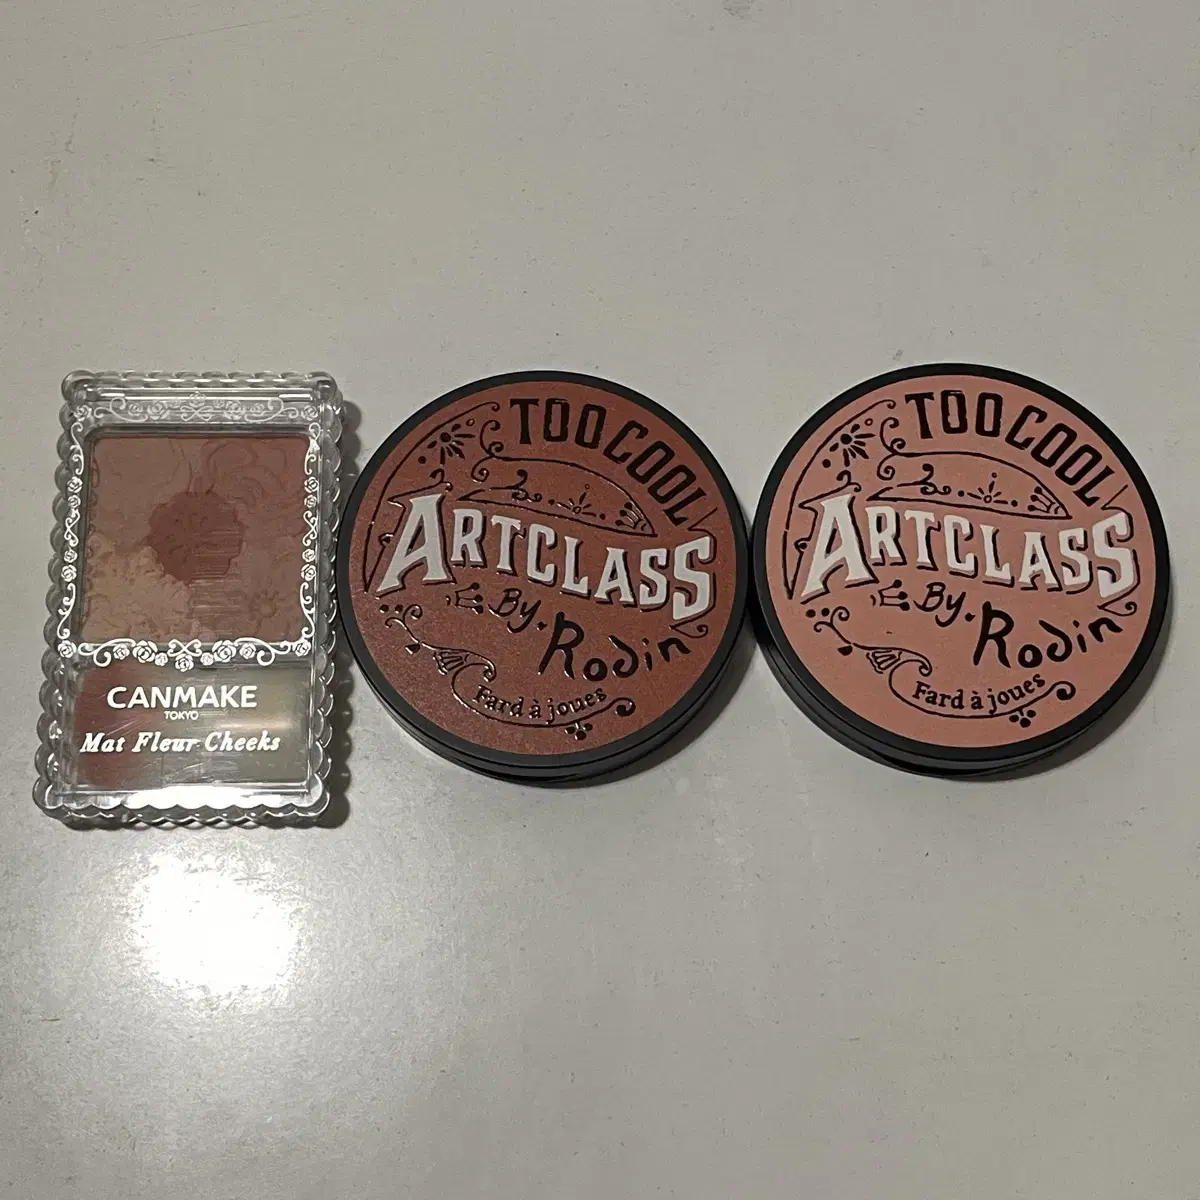 CANMAKE
TOKYO
Mat Fleur Cheeks
TOO COOL
ARTCLASS
By. Rodin
Fard à joues
TOO COOL
ARTCLASS
By. Rodin
Fard à joues